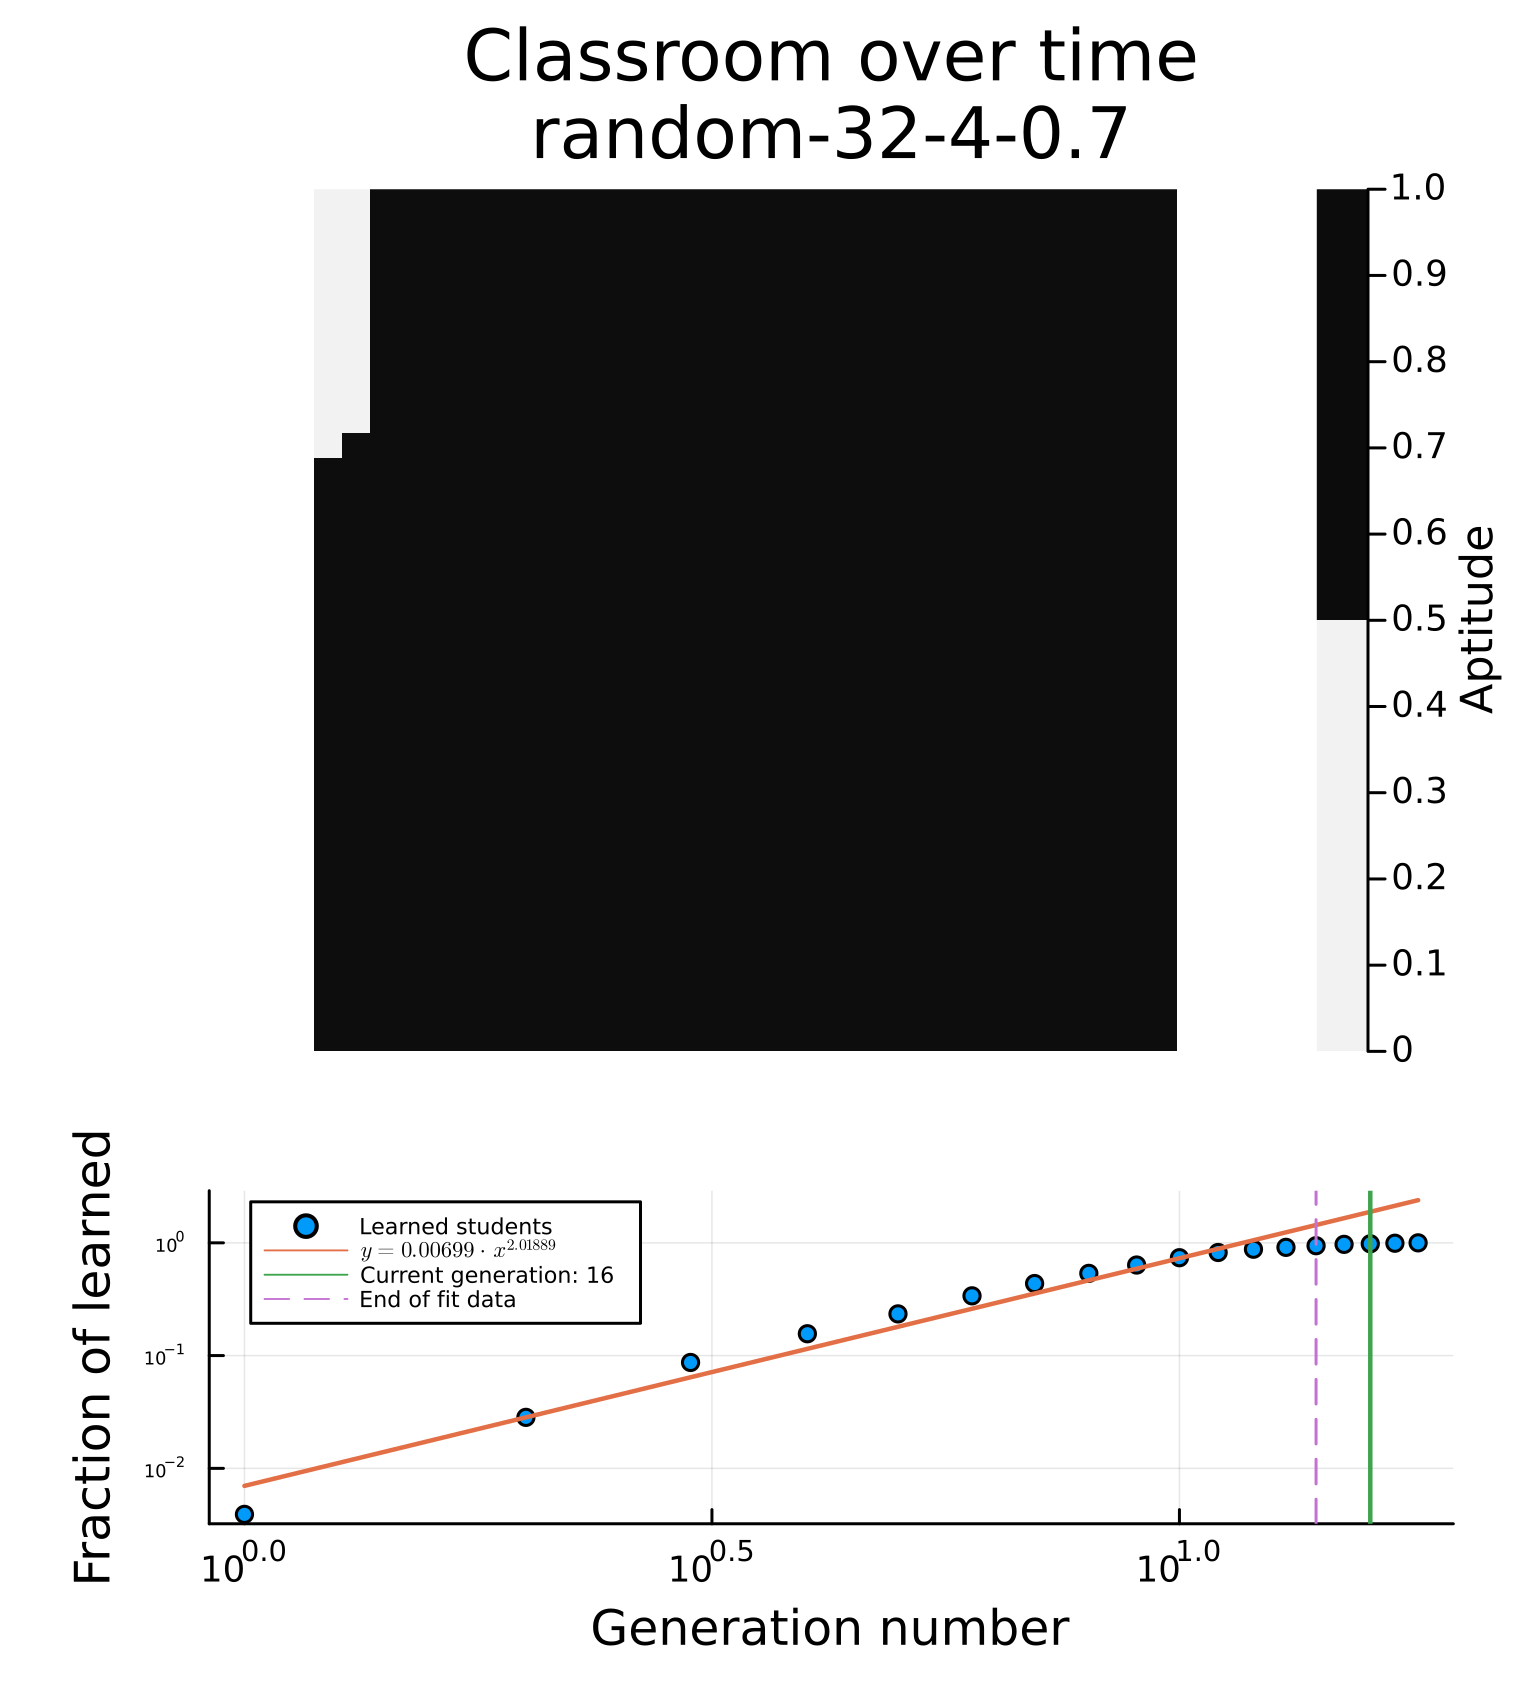 Classroom over time
random-32-4-0.7
1.0
0.9
0.8
0.7
0.6
0.5
0.4
0.3
0.2
0.1
0
Aptitude
Fraction of learned
10^0
10^-1
10^-2
Learned students
y = 0.00699 · x^2.01889
Current generation: 16
End of fit data
10^0.0 10^0.5 10^1.0
Generation number